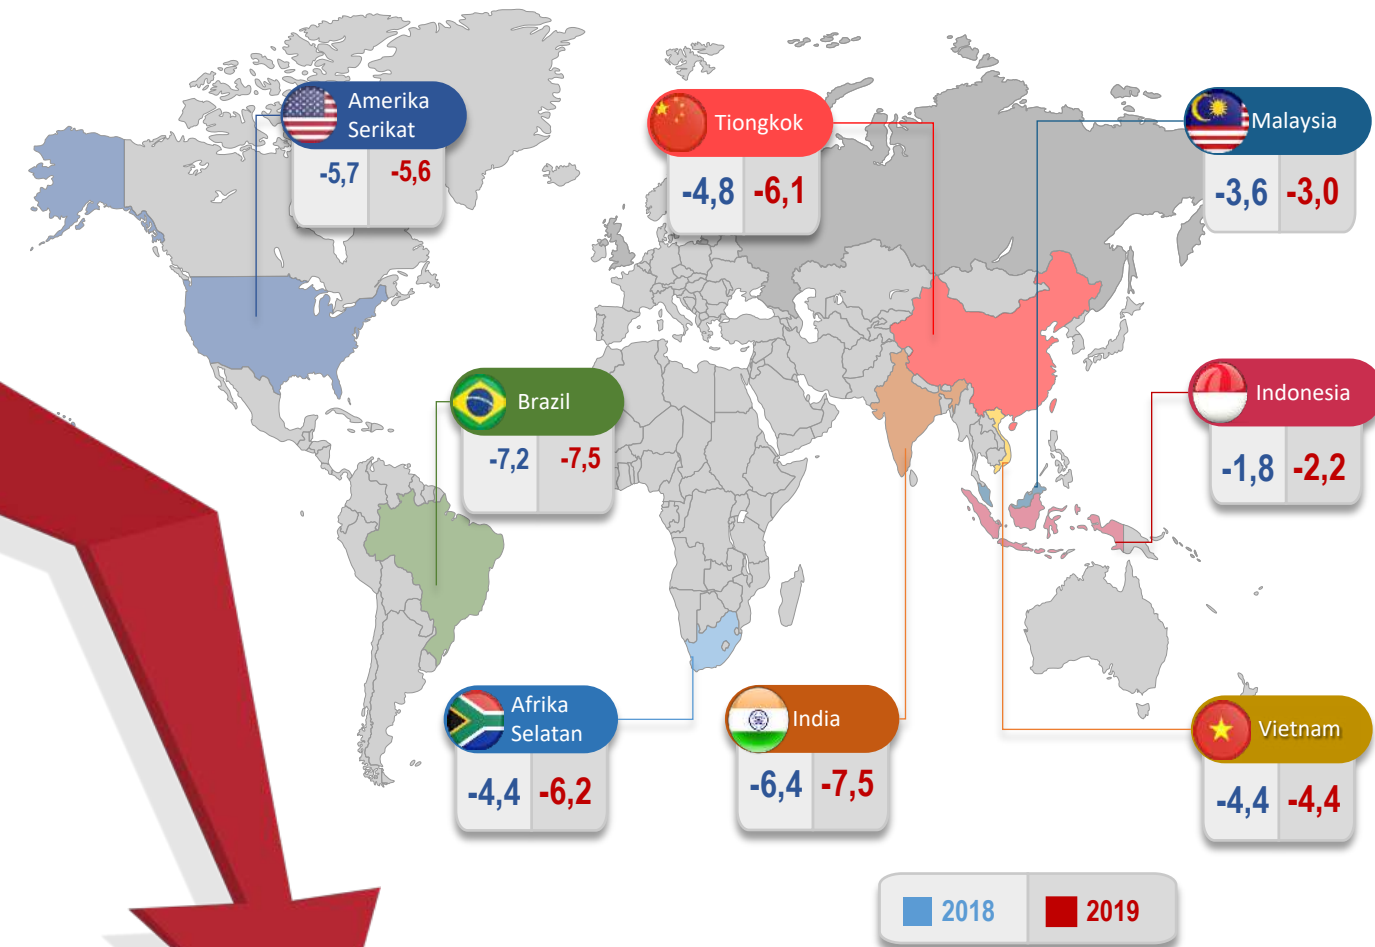 Amerika
Serikat
-5,7 -5,6
Tiongkok
-4,8 -6,1
Malaysia
-3,6 -3,0
Brazil
-7,2 -7,5
Indonesia
-1,8 -2,2
Afrika
Selatan
-4,4 -6,2
India
-6,4 -7,5
Vietnam
-4,4 -4,4
2018 2019